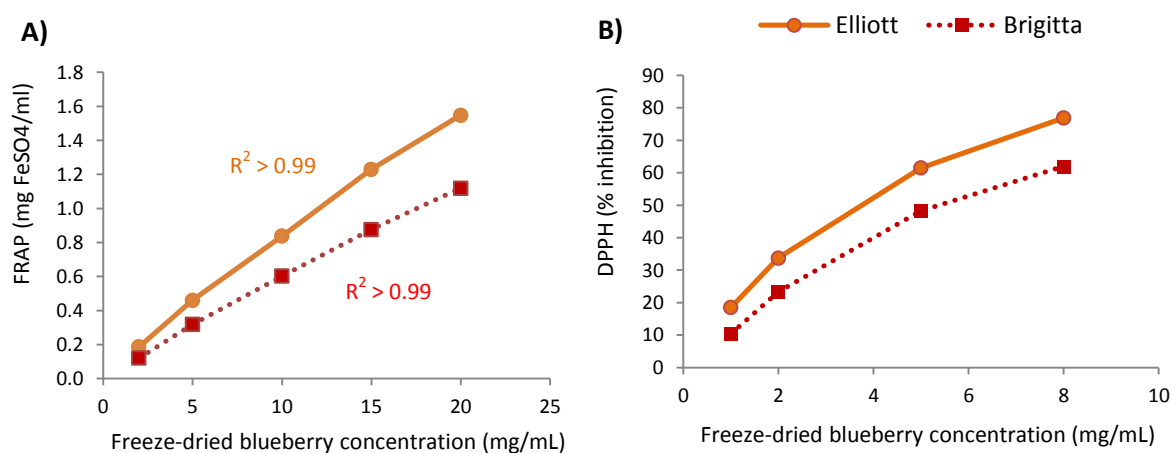 A)
FRAP (mg FeSO4/ml)
1.8
1.6
1.4
1.2
1.0
0.8
0.6
0.4
0.2
0.0
R² > 0.99
R² > 0.99
0 5 10 15 20 25
Freeze-dried blueberry concentration (mg/mL)
B)
Elliott Brigitta
DPPH (% inhibition)
90
80
70
60
50
40
30
20
10
0
0 2 4 6 8 10
Freeze-dried blueberry concentration (mg/mL)